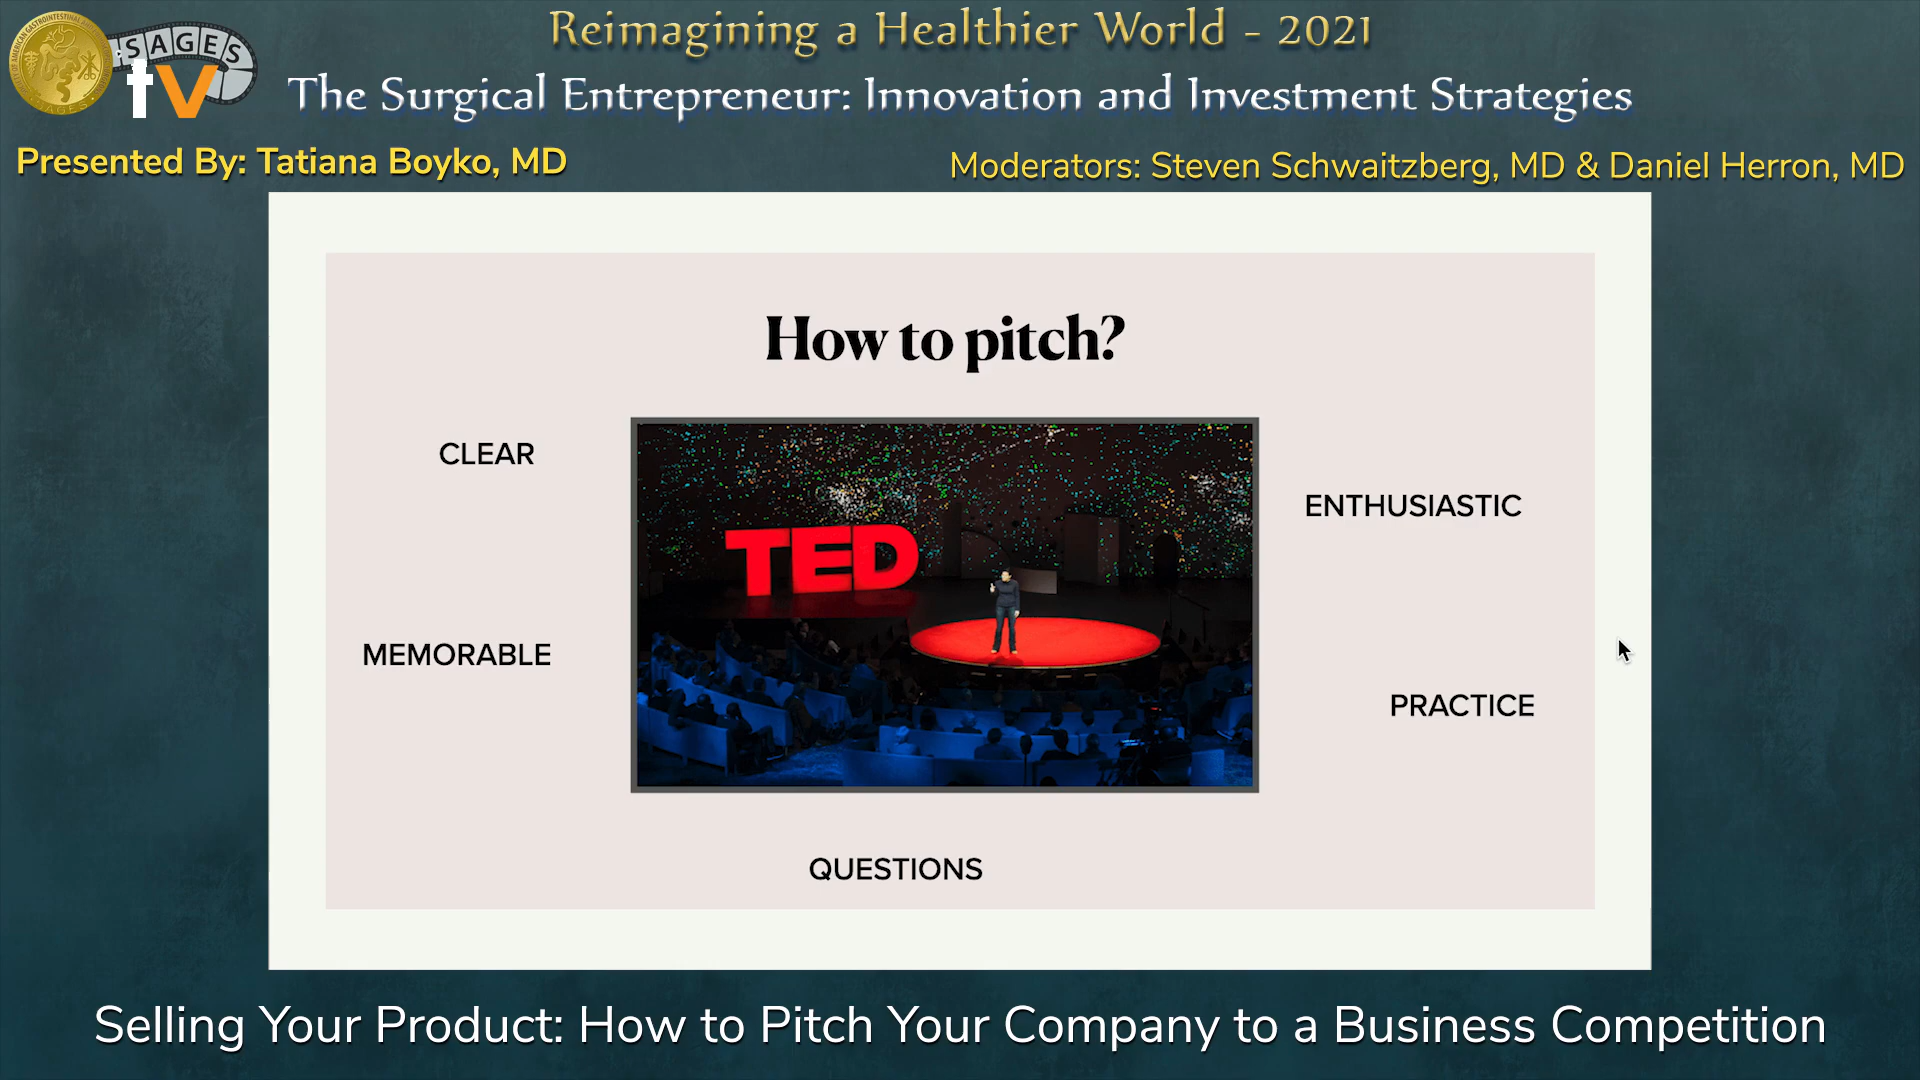 SAGES
tv
Reimagining a Healthier World - 2021
The Surgical Entrepreneur: Innovation and Investment Strategies
Presented By: Tatiana Boyko, MD
Moderators: Steven Schwaitzberg, MD & Daniel Herron, MD
How to pitch?
CLEAR
ENTHUSIASTIC
TED
MEMORABLE
PRACTICE
QUESTIONS
Selling Your Product: How to Pitch Your Company to a Business Competition